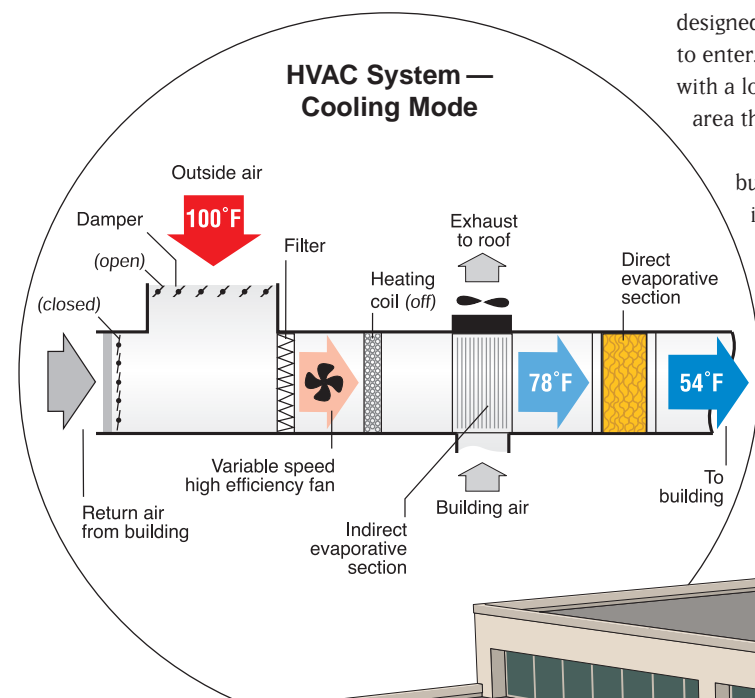 designed
to enter.
with a lo
area th
bu
i
HVAC System —
Cooling Mode
Outside air
100˚F
Damper
(open)
(closed)
Filter
Heating
coil (off)
Exhaust
to roof
Direct
evaporative
section
78˚F
54˚F
Variable speed
high efficiency fan
Return air
from building
Indirect
evaporative
section
Building air
To
building